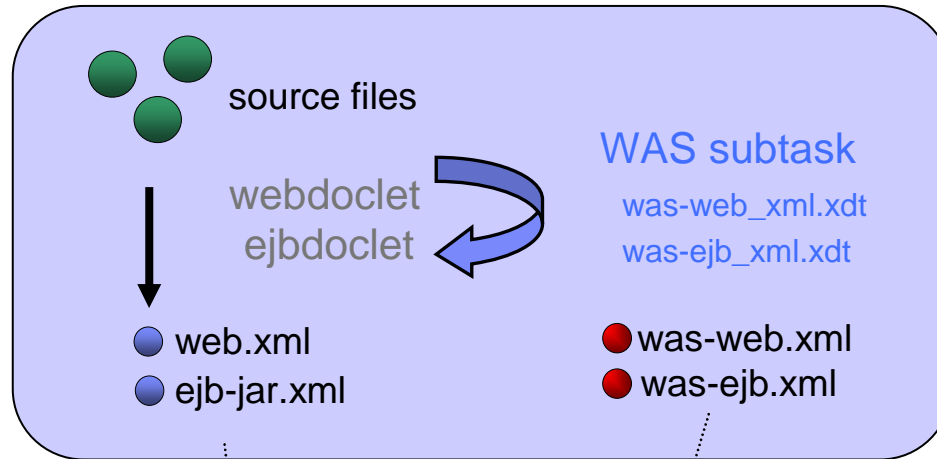 source files
WAS subtask
webdoclet
ejbdoclet
was-web_xml.xdt
was-ejb_xml.xdt
web.xml
ejb-jar.xml
was-web.xml
was-ejb.xml